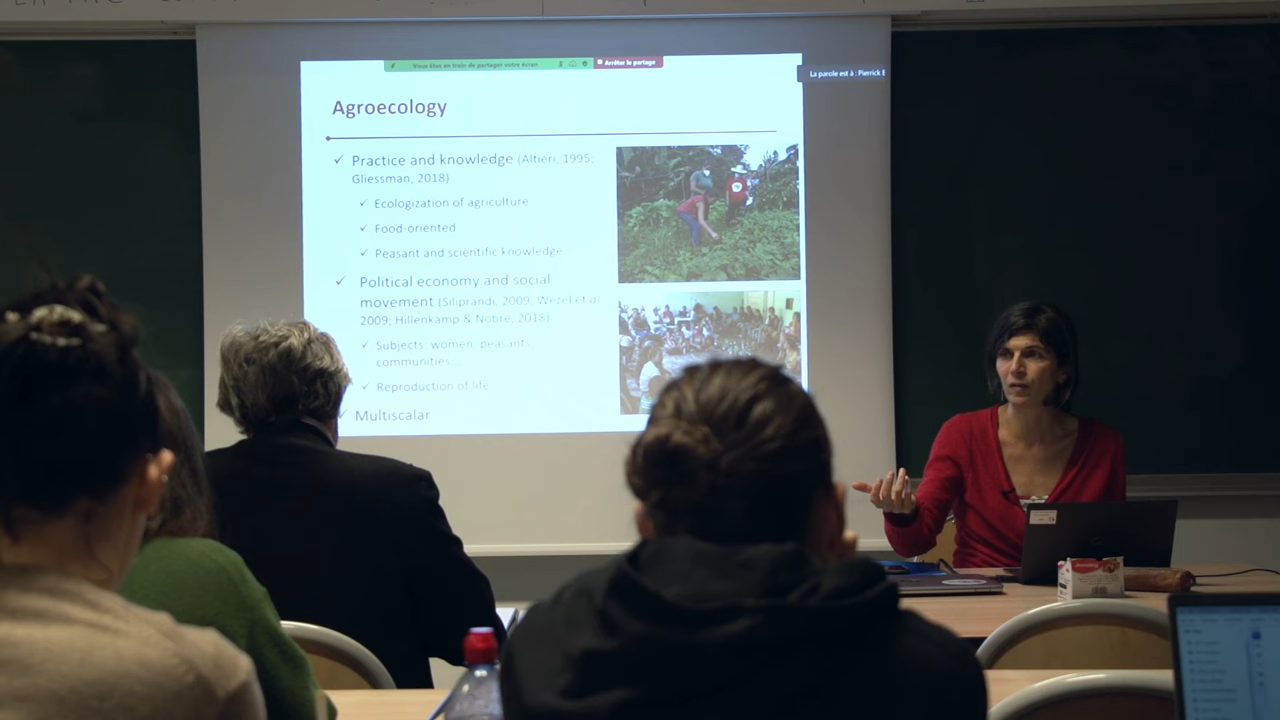 Vous êtes en train de partager votre écran
Arrêter le partage
La parole est à : Pierrick
Agroecology
✓ Practice and knowledge (Altieri, 1995;
Gliessman, 2018)
✓ Ecologization of agriculture
✓ Food-oriented
✓ Peasant and scientific knowledge
✓ Political economy and social
movement (Siliprandi, 2009; Wezel et al
2009; Hillenkamp & Nobre, 2018)
✓ Subjects: women, peasants,
communities
✓ Reproduction of life
✓ Multiscalar